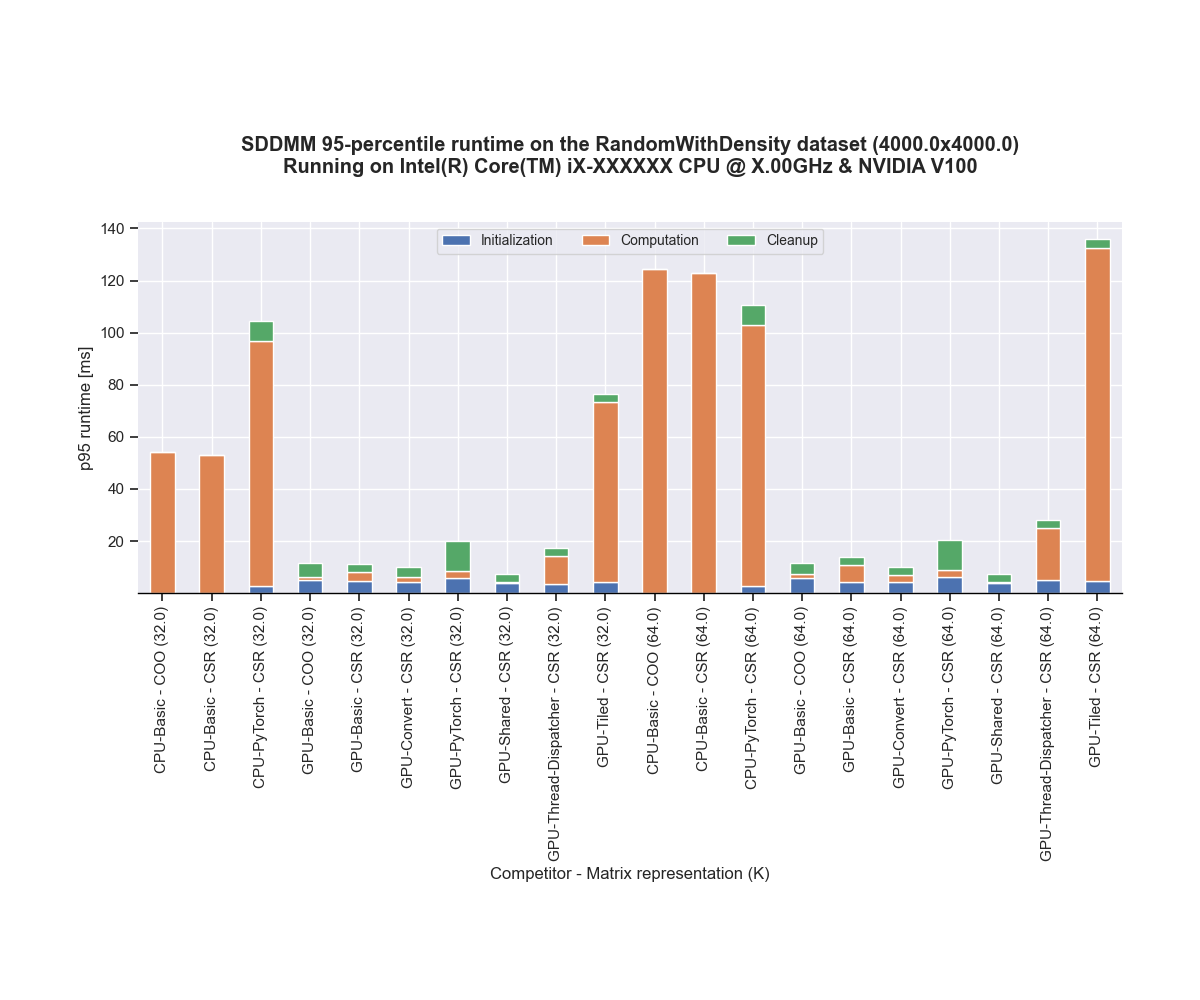 SDDMM 95-percentile runtime on the RandomWithDensity dataset (4000.0x4000.0)
Running on Intel(R) Core(TM) iX-XXXXXX CPU @ X.00GHz & NVIDIA V100
Initialization
Computation
Cleanup
p95 runtime [ms]
140
120
100
80
60
40
20
CPU-Basic - COO (32.0)
CPU-Basic - CSR (32.0)
CPU-PyTorch - CSR (32.0)
GPU-Basic - COO (32.0)
GPU-Basic - CSR (32.0)
GPU-Convert - CSR (32.0)
GPU-PyTorch - CSR (32.0)
GPU-Shared - CSR (32.0)
GPU-Thread-Dispatcher - CSR (32.0)
GPU-Tiled - CSR (32.0)
CPU-Basic - COO (64.0)
CPU-Basic - CSR (64.0)
CPU-PyTorch - CSR (64.0)
GPU-Basic - COO (64.0)
GPU-Basic - CSR (64.0)
GPU-Convert - CSR (64.0)
GPU-PyTorch - CSR (64.0)
GPU-Shared - CSR (64.0)
GPU-Thread-Dispatcher - CSR (64.0)
GPU-Tiled - CSR (64.0)
Competitor - Matrix representation (K)